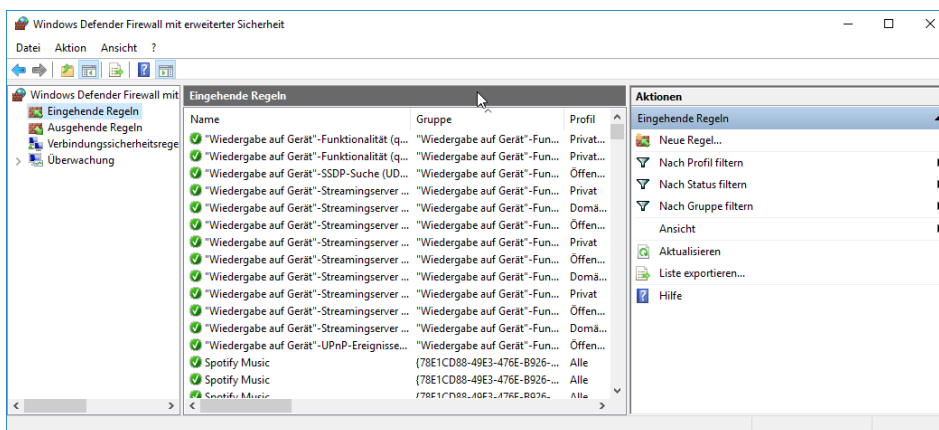 Windows Defender Firewall mit erweiterter Sicherheit
Datei Aktion Ansicht ?
Windows Defender Firewall mit
Eingehende Regeln
Ausgehende Regeln
Verbindungssicherheitsrege
Überwachung
Eingehende Regeln
Name Gruppe Profil
"Wiedergabe auf Gerät"-Funktionalität (q... "Wiedergabe auf Gerät"-Fun... Privat...
"Wiedergabe auf Gerät"-Funktionalität (q... "Wiedergabe auf Gerät"-Fun... Privat...
"Wiedergabe auf Gerät"-SSDP-Suche (UD... "Wiedergabe auf Gerät"-Fun... Öffen...
"Wiedergabe auf Gerät"-Streamingserver ... "Wiedergabe auf Gerät"-Fun... Privat
"Wiedergabe auf Gerät"-Streamingserver ... "Wiedergabe auf Gerät"-Fun... Domä...
"Wiedergabe auf Gerät"-Streamingserver ... "Wiedergabe auf Gerät"-Fun... Öffen...
"Wiedergabe auf Gerät"-Streamingserver ... "Wiedergabe auf Gerät"-Fun... Privat
"Wiedergabe auf Gerät"-Streamingserver ... "Wiedergabe auf Gerät"-Fun... Öffen...
"Wiedergabe auf Gerät"-Streamingserver ... "Wiedergabe auf Gerät"-Fun... Domä...
"Wiedergabe auf Gerät"-Streamingserver ... "Wiedergabe auf Gerät"-Fun... Privat
"Wiedergabe auf Gerät"-Streamingserver ... "Wiedergabe auf Gerät"-Fun... Öffen...
"Wiedergabe auf Gerät"-Streamingserver ... "Wiedergabe auf Gerät"-Fun... Domä...
"Wiedergabe auf Gerät"-UPnP-Ereignisse... "Wiedergabe auf Gerät"-Fun... Öffen...
Spotify Music {78E1CD88-49E3-476E-B926-... Alle
Spotify Music {78E1CD88-49E3-476E-B926-... Alle
Spotify Music {78E1CD88-49E3-476E-B926-... Alle
Aktionen
Eingehende Regeln
Neue Regel...
Nach Profil filtern
Nach Status filtern
Nach Gruppe filtern
Ansicht
Aktualisieren
Liste exportieren...
Hilfe